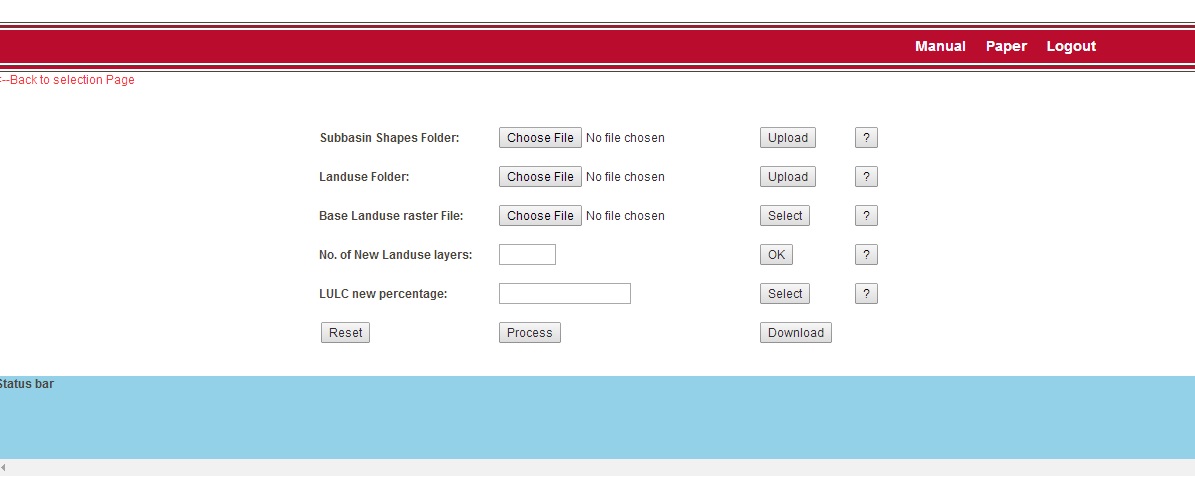 Manual Paper Logout
<--Back to selection Page
Subbasin Shapes Folder: Choose File No file chosen Upload ?
Landuse Folder: Choose File No file chosen Upload ?
Base Landuse raster File: Choose File No file chosen Select ?
No. of New Landuse layers: OK ?
LULC new percentage: Select ?
Reset Process Download
Status bar